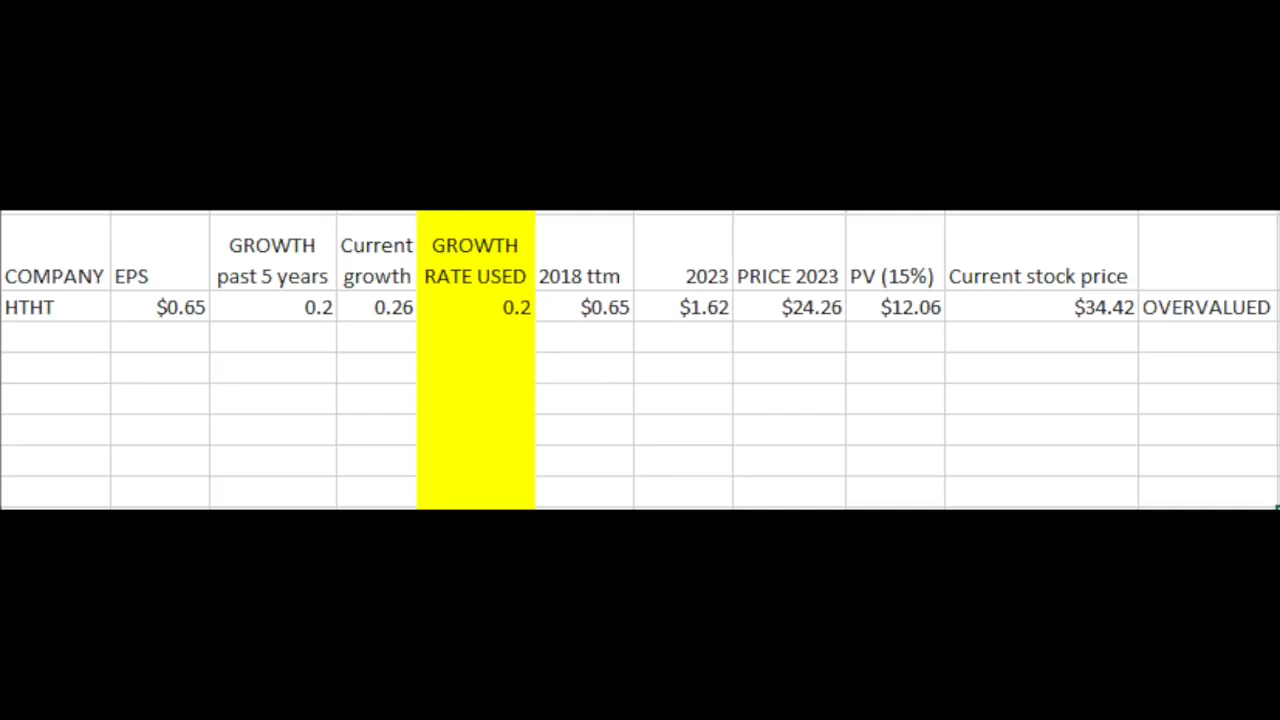 GROWTH Current GROWTH
COMPANY EPS past 5 years growth RATE USED 2018 ttm 2023 PRICE 2023 PV (15%) Current stock price
HTHT $0.65 0.2 0.26 0.2 $0.65 $1.62 $24.26 $12.06 $34.42 OVERVALUED